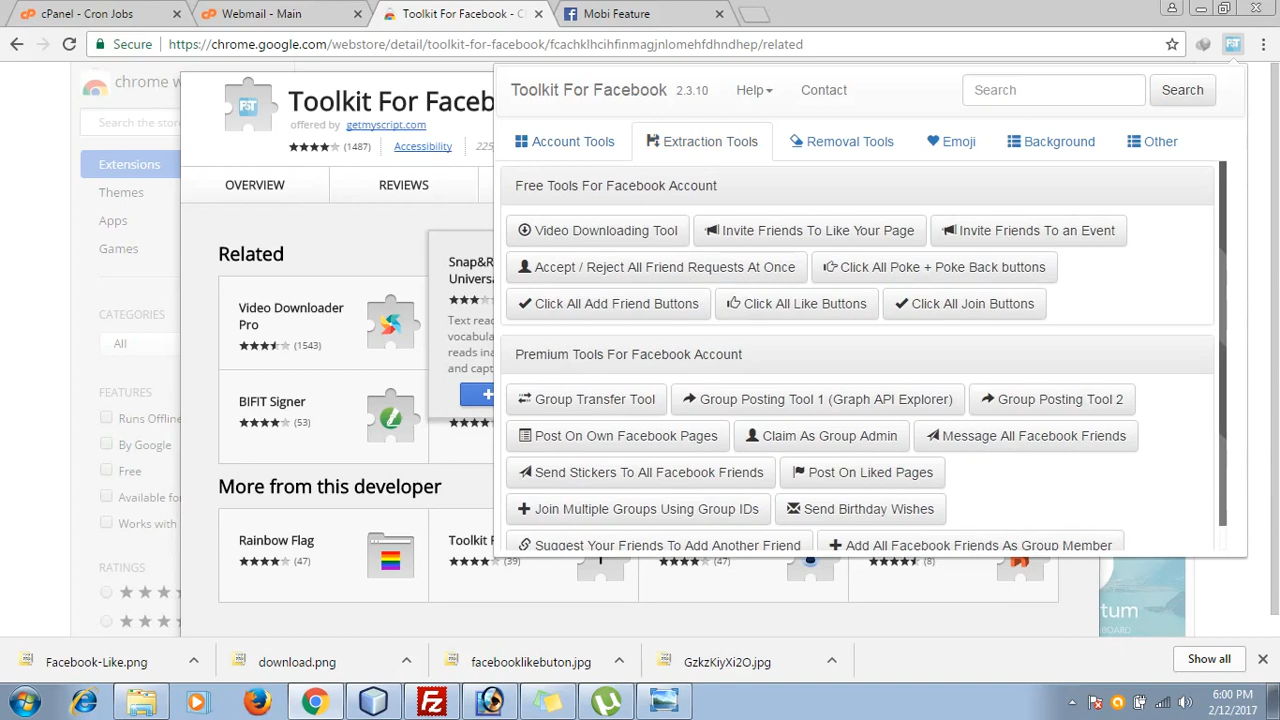 cPanel - Cron Jobs
Webmail - Main
Toolkit For Facebook - C
Mobi Feature
Secure
https://chrome.google.com/webstore/detail/toolkit-for-facebook/fcachklhcihfinmagjnlomehfdhndhep/related
chrome w
Search the store
Extensions
Themes
Apps
Games
CATEGORIES
All
FEATURES
Runs Offline
By Google
Free
Available fo
Works with
RATINGS
Toolkit For Faceb
offered by getmyscript.com
(1487)
Accessibility
225
OVERVIEW
REVIEWS
Related
Video Downloader
Pro
(1543)
BIFIT Signer
(53)
Snap&R
Universa
Text read
vocabula
reads ina
and capt
More from this developer
Rainbow Flag
(47)
Toolkit F
(39)
(47)
(8)
tum
BOARD
Toolkit For Facebook 2.3.10
Help
Contact
Search
Search
Account Tools
Extraction Tools
Removal Tools
Emoji
Background
Other
Free Tools For Facebook Account
Video Downloading Tool
Invite Friends To Like Your Page
Invite Friends To an Event
Accept / Reject All Friend Requests At Once
Click All Poke + Poke Back buttons
Click All Add Friend Buttons
Click All Like Buttons
Click All Join Buttons
Premium Tools For Facebook Account
Group Transfer Tool
Group Posting Tool 1 (Graph API Explorer)
Group Posting Tool 2
Post On Own Facebook Pages
Claim As Group Admin
Message All Facebook Friends
Send Stickers To All Facebook Friends
Post On Liked Pages
Join Multiple Groups Using Group IDs
Send Birthday Wishes
Suggest Your Friends To Add Another Friend
Add All Facebook Friends As Group Member
Facebook-Like.png
download.png
facebooklikebuton.jpg
GzkzKiyXi2O.jpg
Show all
6:00 PM
2/12/2017